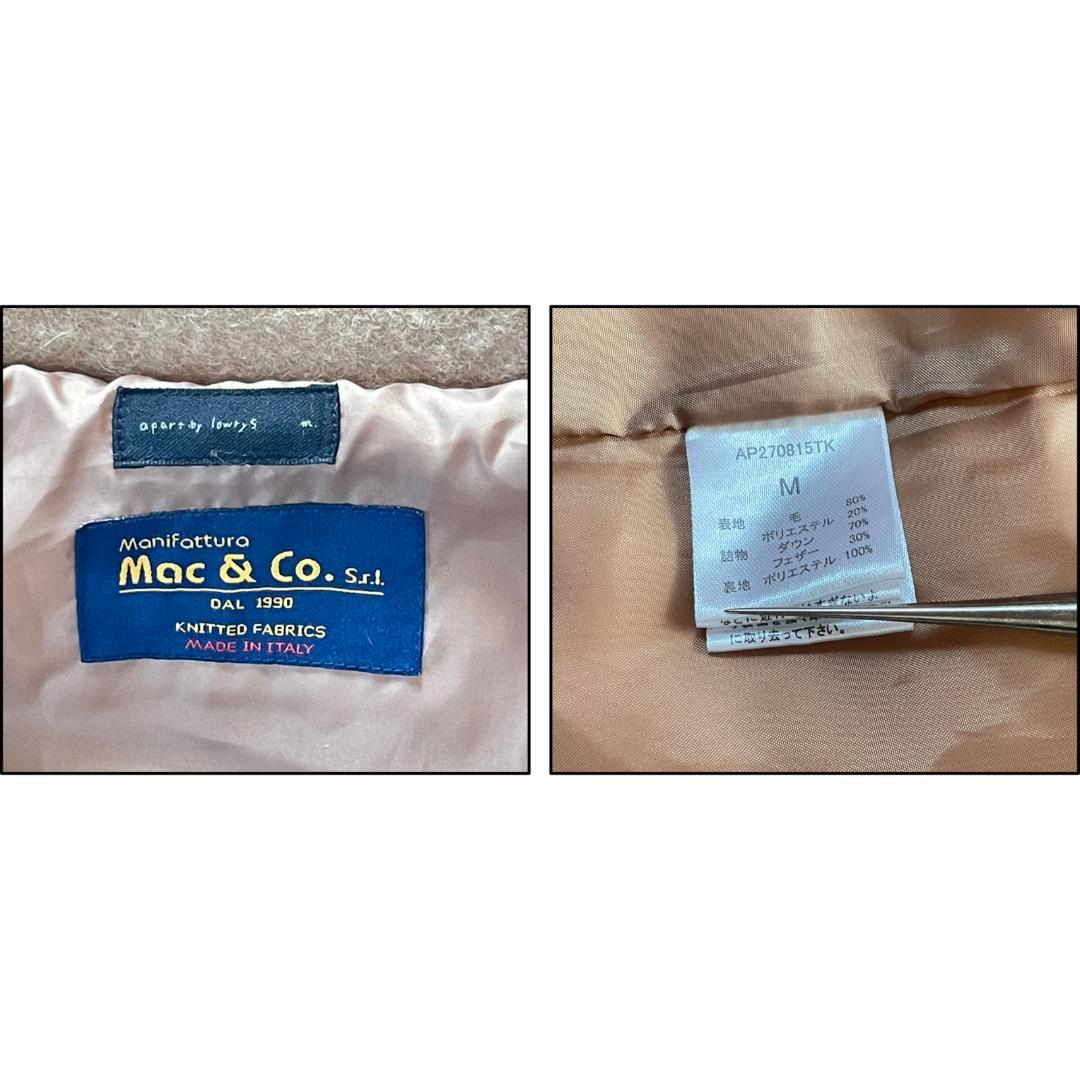 apart by lowrys m.
Manifattura
Mac & Co. S.r.l.
DAL 1990
KNITTED FABRICS
MADE IN ITALY
AP270815TK
M
表地 毛 80%
ポリエステル 20%
詰物 ダウン 70%
フェザー 30%
裏地 ポリエステル 100%
に取り去って下さい。